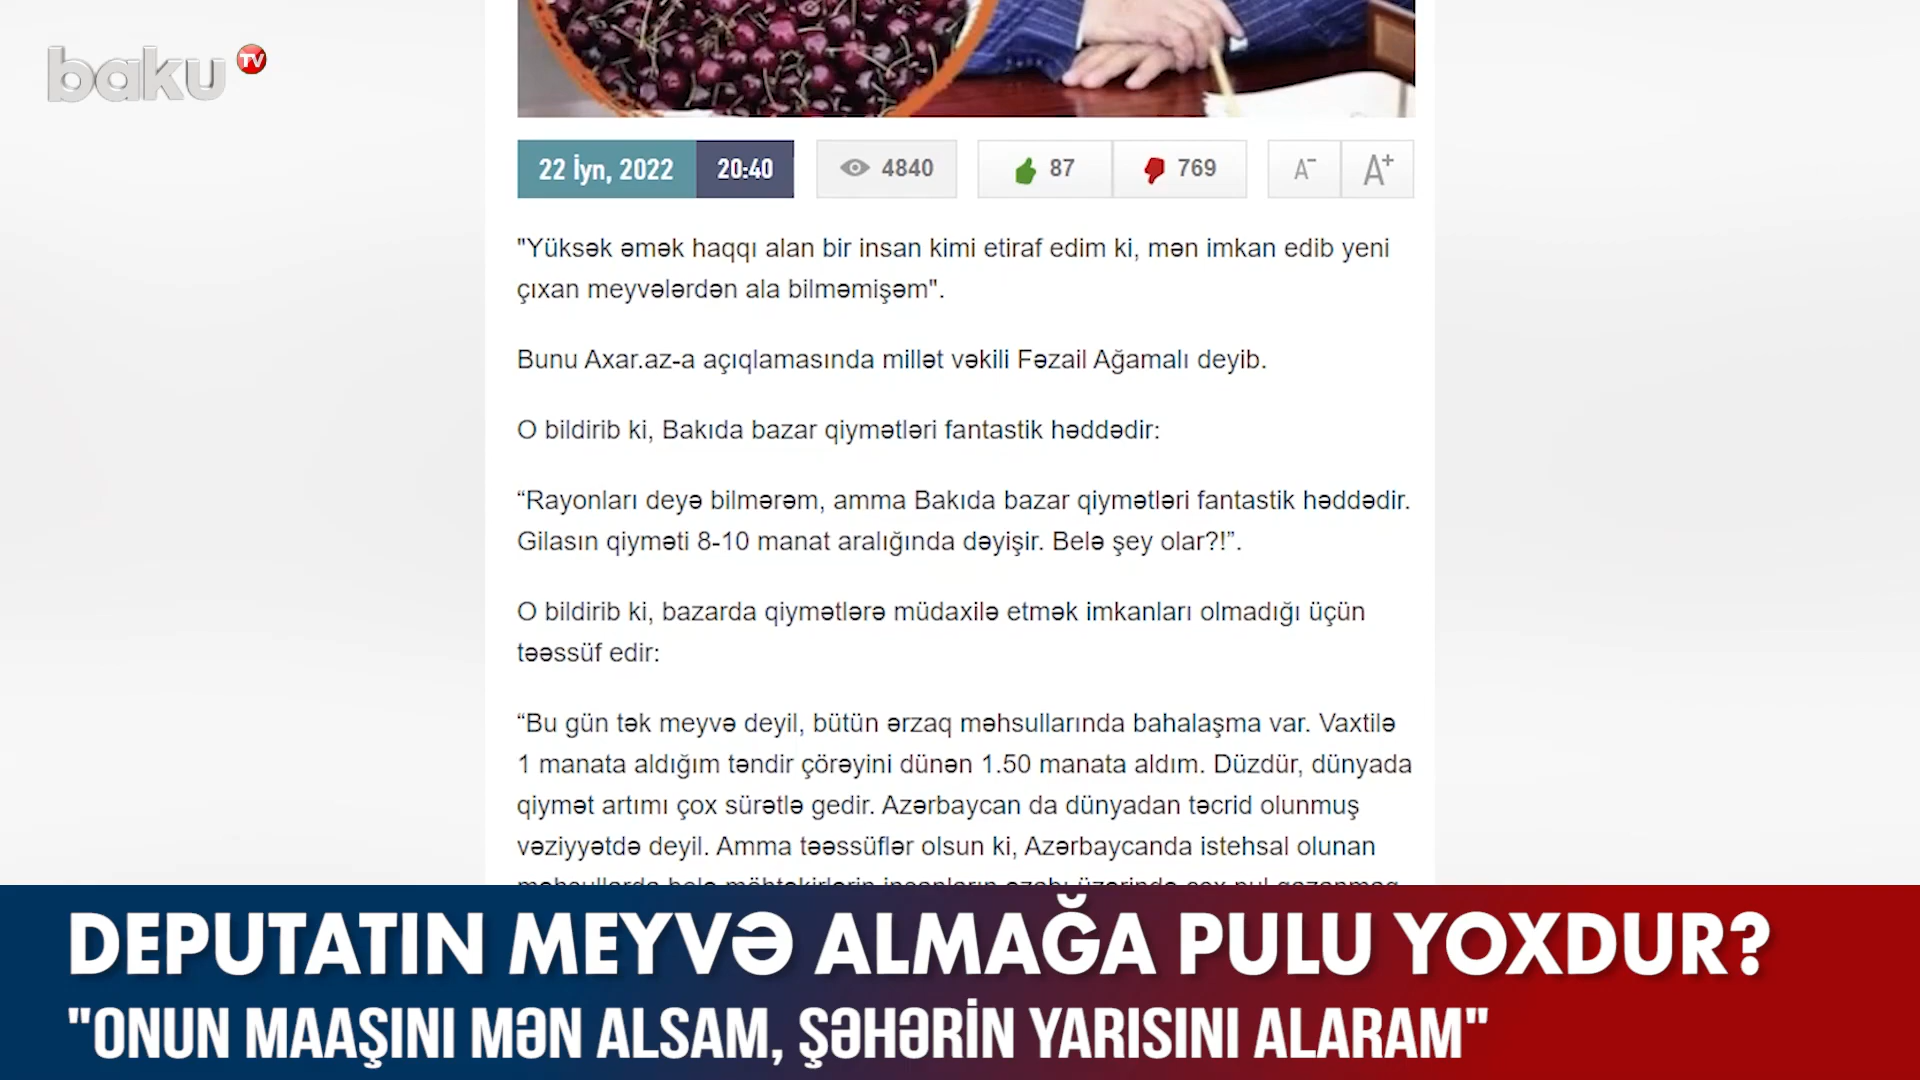 baku TV
22 İyn, 2022 20:40 4840 87 769 A- A+
"Yüksək əmək haqqı alan bir insan kimi etiraf edim ki, mən imkan edib yeni
çıxan meyvələrdən ala bilməmişəm".
Bunu Axar.az-a açıqlamasında millət vəkili Fəzail Ağamalı deyib.
O bildirib ki, Bakıda bazar qiymətləri fantastik həddədir:
“Rayonları deyə bilmərəm, amma Bakıda bazar qiymətləri fantastik həddədir.
Gilasın qiyməti 8-10 manat aralığında dəyişir. Belə şey olar?!”.
O bildirib ki, bazarda qiymətlərə müdaxilə etmək imkanları olmadığı üçün
təəssüf edir:
“Bu gün tək meyvə deyil, bütün ərzaq məhsullarında bahalaşma var. Vaxtilə
1 manata aldığım təndir çörəyini dünən 1.50 manata aldım. Düzdür, dünyada
qiymət artımı çox sürətlə gedir. Azərbaycan da dünyadan təcrid olunmuş
vəziyyətdə deyil. Amma təəssüflər olsun ki, Azərbaycanda istehsal olunan
DEPUTATIN MEYVƏ ALMAĞA PULU YOXDUR?
"ONUN MAAŞINI MƏN ALSAM, ŞƏHƏRİN YARISINI ALARAM"